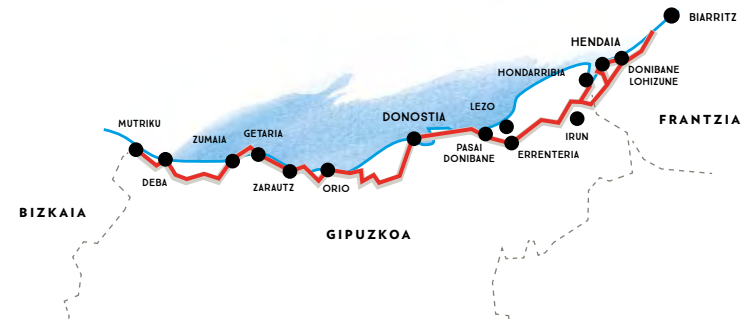 BIARRITZ
HENDAIA
HONDARRIBIA
DONIBANE
LOHIZUNE
LEZO
DONOSTIA
FRANTZIA
MUTRIKU
GETARIA
ZUMAIA
IRUN
PASAI
DONIBANE
ERRENTERIA
DEBA
ZARAUTZ
ORIO
BIZKAIA
GIPUZKOA